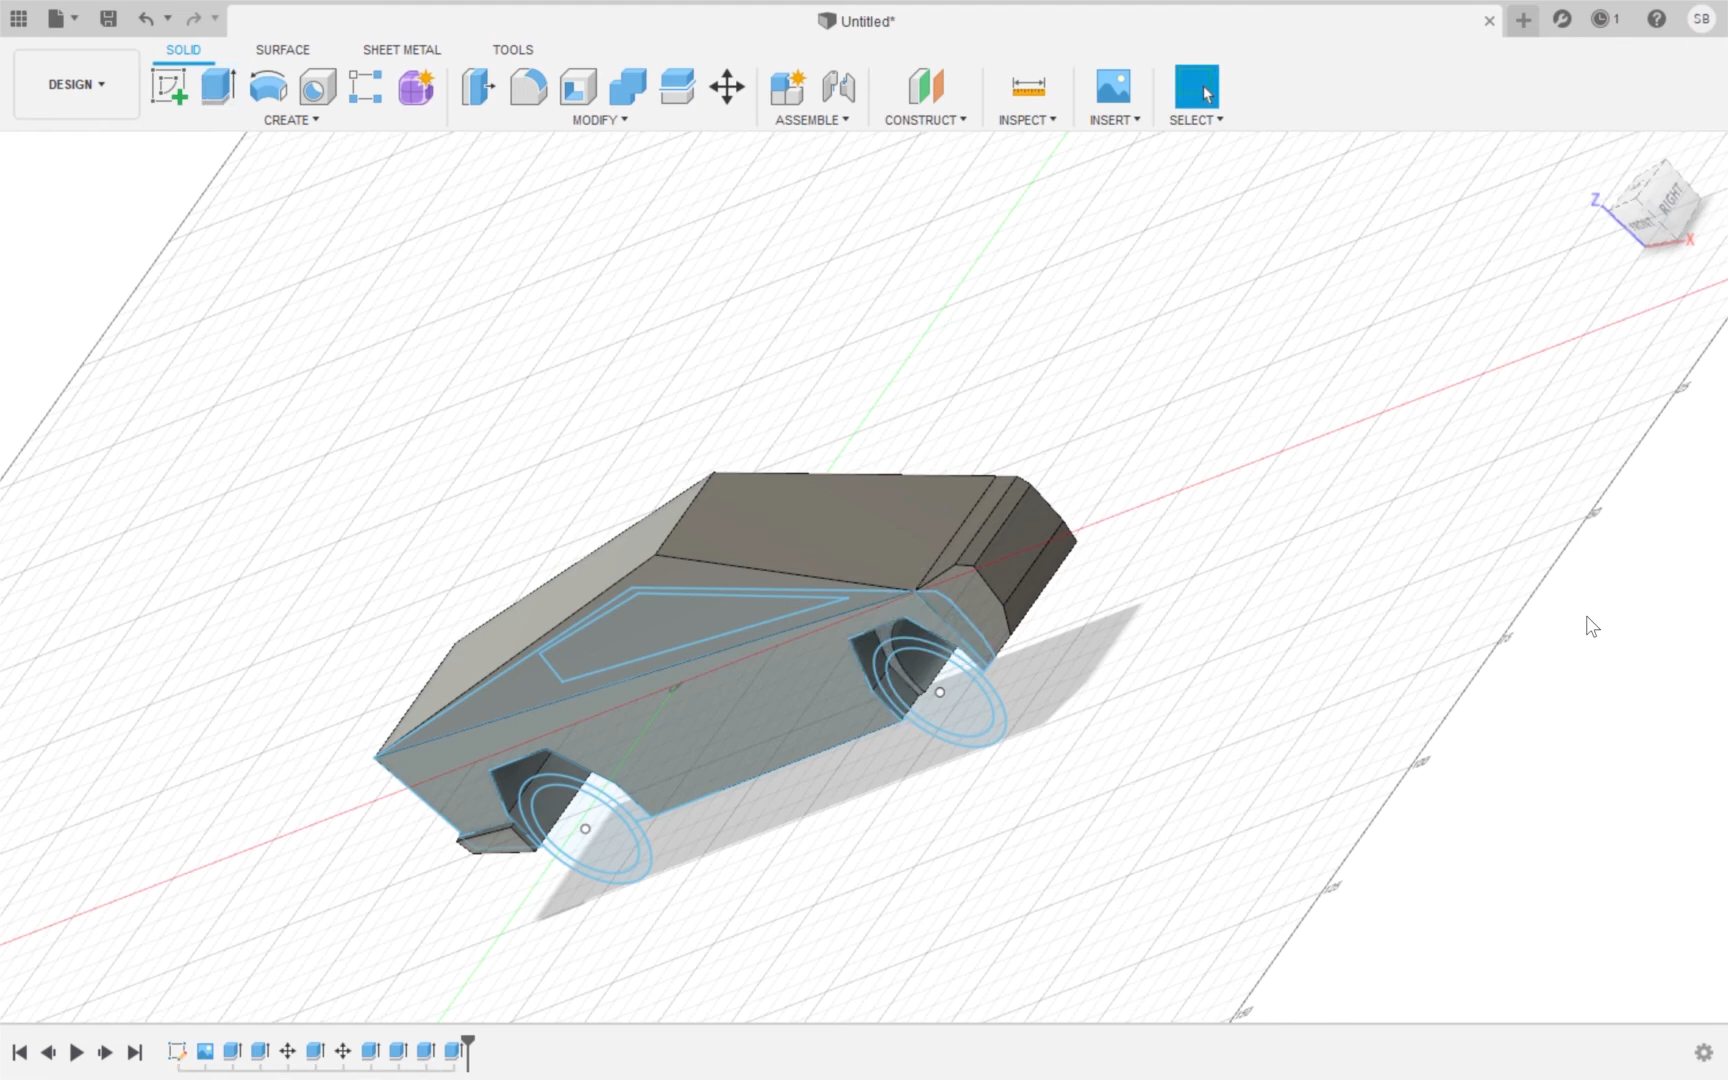 Untitled*
1
SB
SOLID
SURFACE
SHEET METAL
TOOLS
DESIGN
CREATE
MODIFY
ASSEMBLE
CONSTRUCT
INSPECT
INSERT
SELECT
Z
RIGHT
X